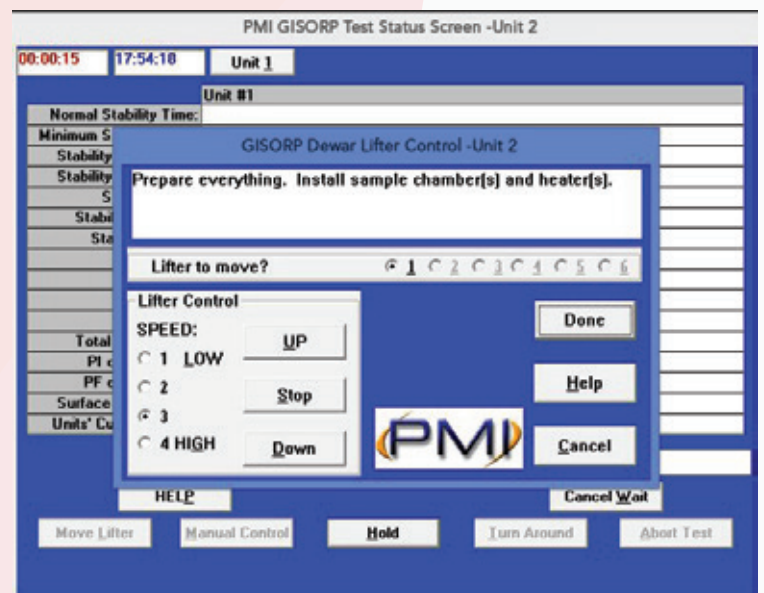 PMI GISORP Test Status Screen -Unit 2
00:00:15 17:54:18 Unit 1
Unit #1
Normal Stability Time:
Minimum S
Stability
Stability
S
Stabi
Sta
Total
PI c
PF c
Surface
Units' Cu
GISORP Dewar Lifter Control -Unit 2
Prepare everything. Install sample chamber(s) and heater(s).
Lifter to move? 1 2 3 4 5 6
Lifter Control
SPEED:
1 LOW
2
3
4 HIGH
UP
Stop
Down
PMI
Done
Help
Cancel
HELP Cancel Wait
Move Lifter Manual Control Hold Turn Around Abort Test